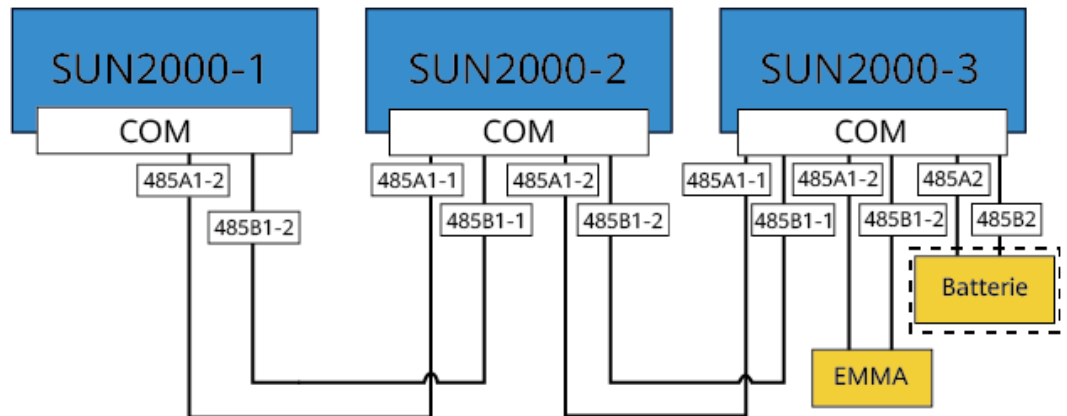 SUN2000-1
SUN2000-2
SUN2000-3
COM
COM
COM
485A1-2
485A1-1
485A1-2
485A1-1
485A1-2
485A2
485B1-2
485B1-1
485B1-2
485B1-1
485B1-2
485B2
Batterie
EMMA